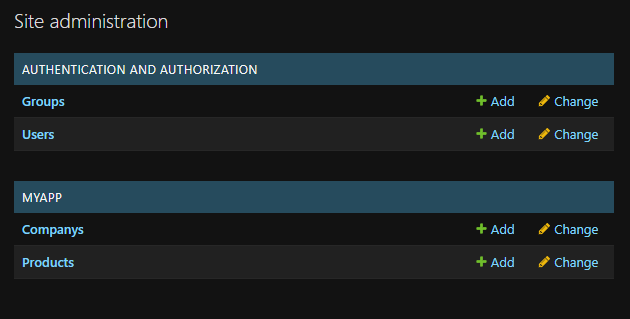 Site administration
AUTHENTICATION AND AUTHORIZATION
Groups Add Change
Users Add Change
MYAPP
Companys Add Change
Products Add Change